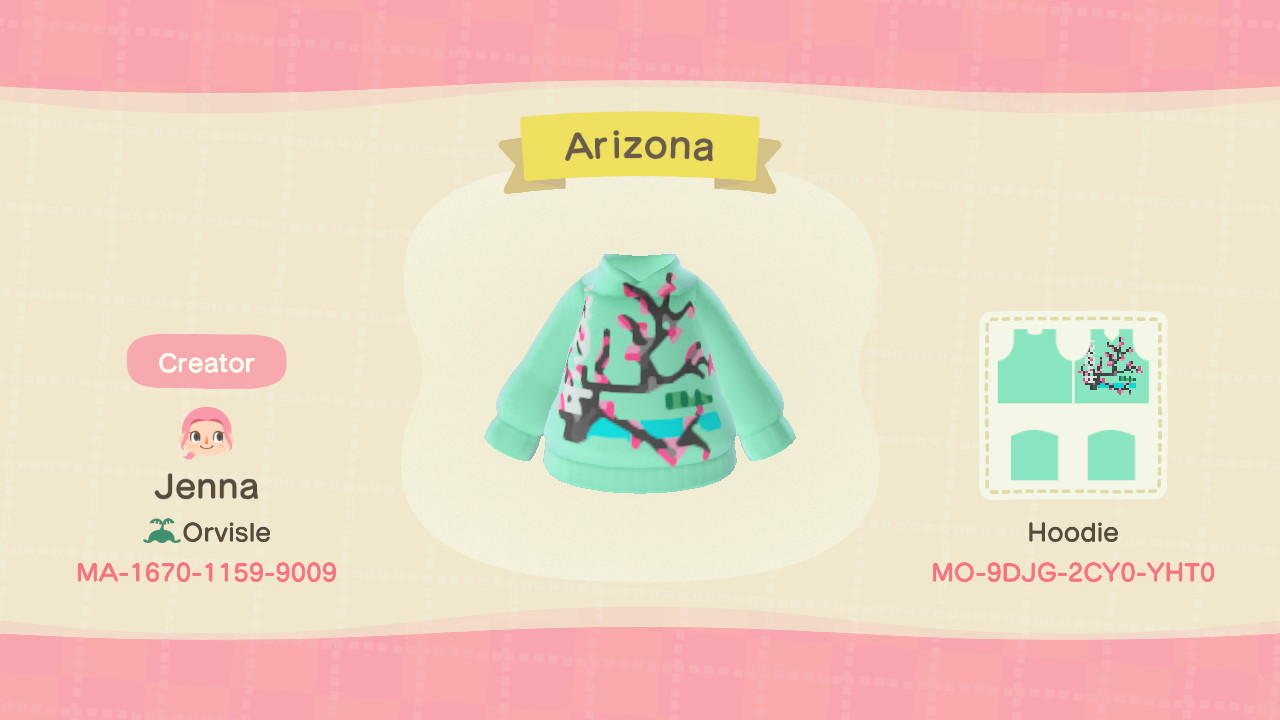 Arizona
Creator
Jenna
Orvisle
MA-1670-1159-9009
Hoodie
MO-9DJG-2CY0-YHT0